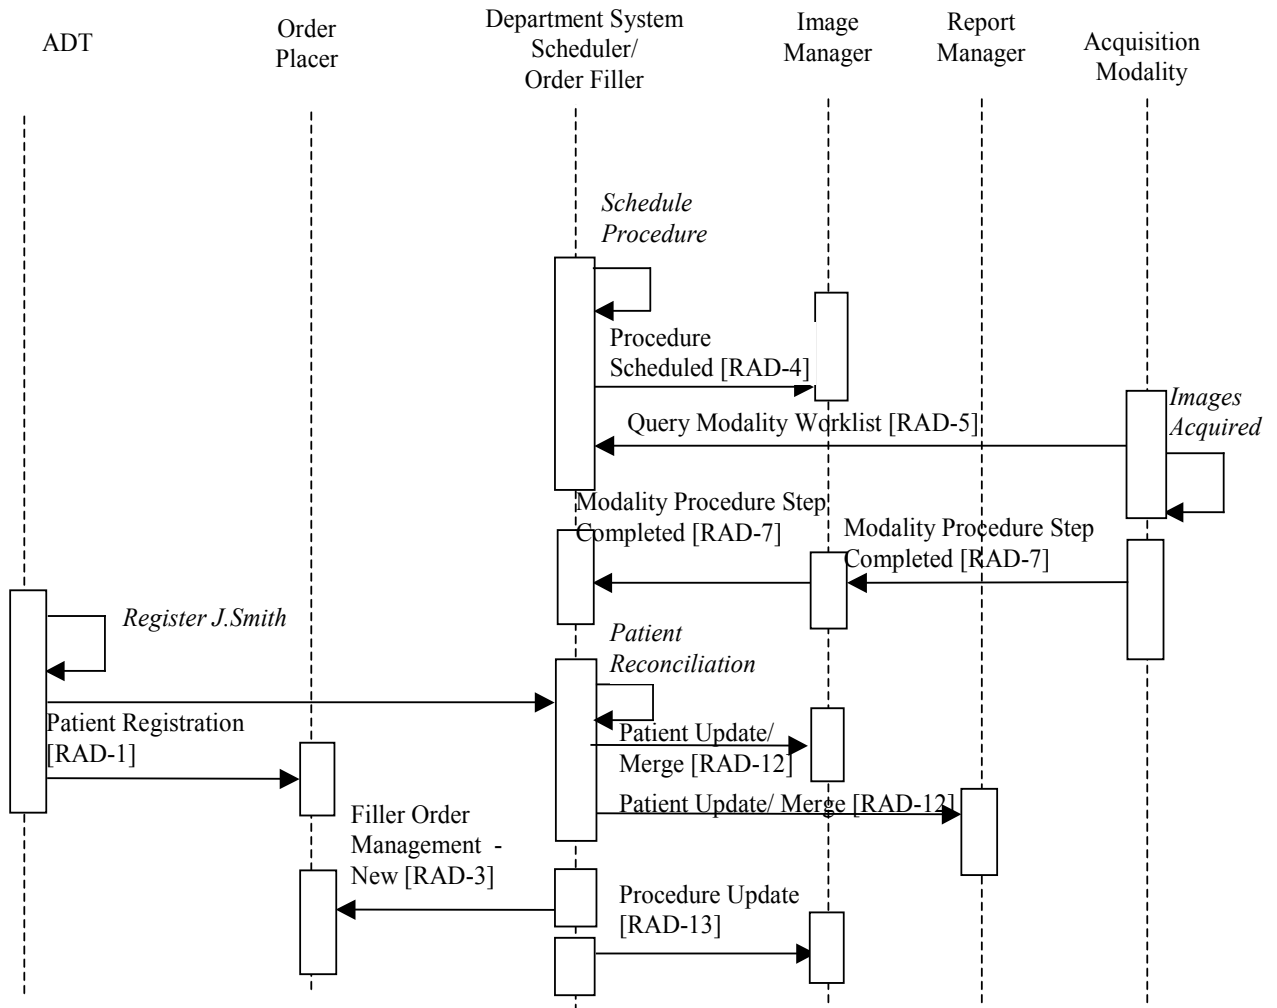 ADT
Order
Placer
Department System
Scheduler/
Order Filler
Image
Manager
Report
Manager
Acquisition
Modality
Schedule
Procedure
Procedure
Scheduled [RAD-4]
Images
Acquired
Query Modality Worklist [RAD-5]
Modality Procedure Step
Completed [RAD-7]
Modality Procedure Step
Completed [RAD-7]
Register J.Smith
Patient
Reconciliation
Patient Registration
[RAD-1]
Patient Update/
Merge [RAD-12]
Patient Update/ Merge [RAD-12]
Filler Order
Management -
New [RAD-3]
Procedure Update
[RAD-13]